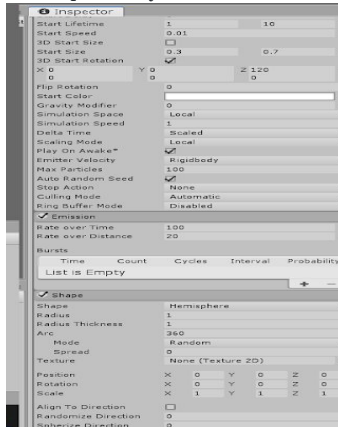 Inspector
Start Lifetime 1 10
Start Speed 0.01
3D Start Size
Start Size 0.3 0.7
3D Start Rotation
X 0 Y 0 Z 120
0 0 0
Flip Rotation 0
Start Color
Gravity Modifier 0
Simulation Space Local
Simulation Speed 1
Delta Time Scaled
Scaling Mode Local
Play On Awake*
Emitter Velocity Rigidbody
Max Particles 100
Auto Random Seed
Stop Action None
Culling Mode Automatic
Ring Buffer Mode Disabled
Emission
Rate over Time 100
Rate over Distance 20
Bursts
Time Count Cycles Interval Probability
List is Empty
+ -
Shape
Shape Hemisphere
Radius 1
Radius Thickness 1
Arc 360
Mode Random
Spread 0
Texture None (Texture 2D)
Position X 0 Y 0 Z 0
Rotation X 0 Y 0 Z 0
Scale X 1 Y 1 Z 1
Align To Direction
Randomize Direction 0
Spherize Direction 0